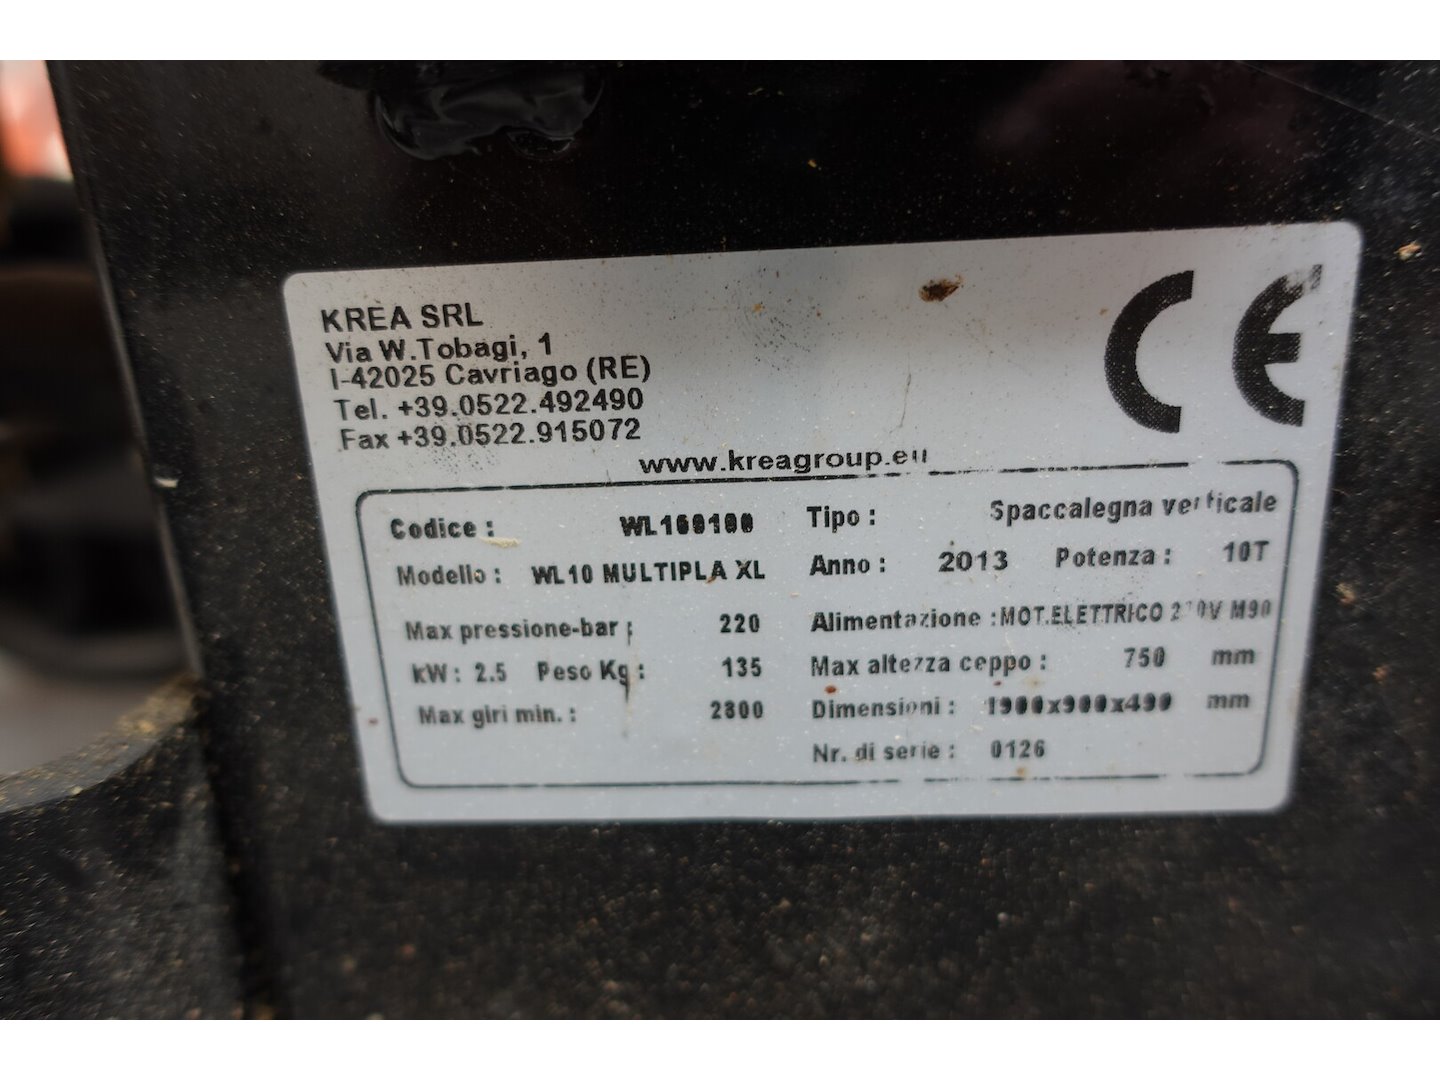 KREA SRL
Via W.Tobagi, 1
I-42025 Cavriago (RE)
Tel. +39.0522.492490
Fax +39.0522.915072
CE
www.kreagroup.eu
Codice : Tipo : Spaccalegna verticale
Modello : WL10 MULTIPLA XL Anno : 2013 Potenza : 10T
Max pressione-bar : 220 Alimentazione :MOT.ELETTRICO M90
kW : 2.5 Peso Kg : 135 Max altezza ceppo : 750 mm
Max giri min. : 2800 Dimensioni : mm
Nr. di serie : 0126